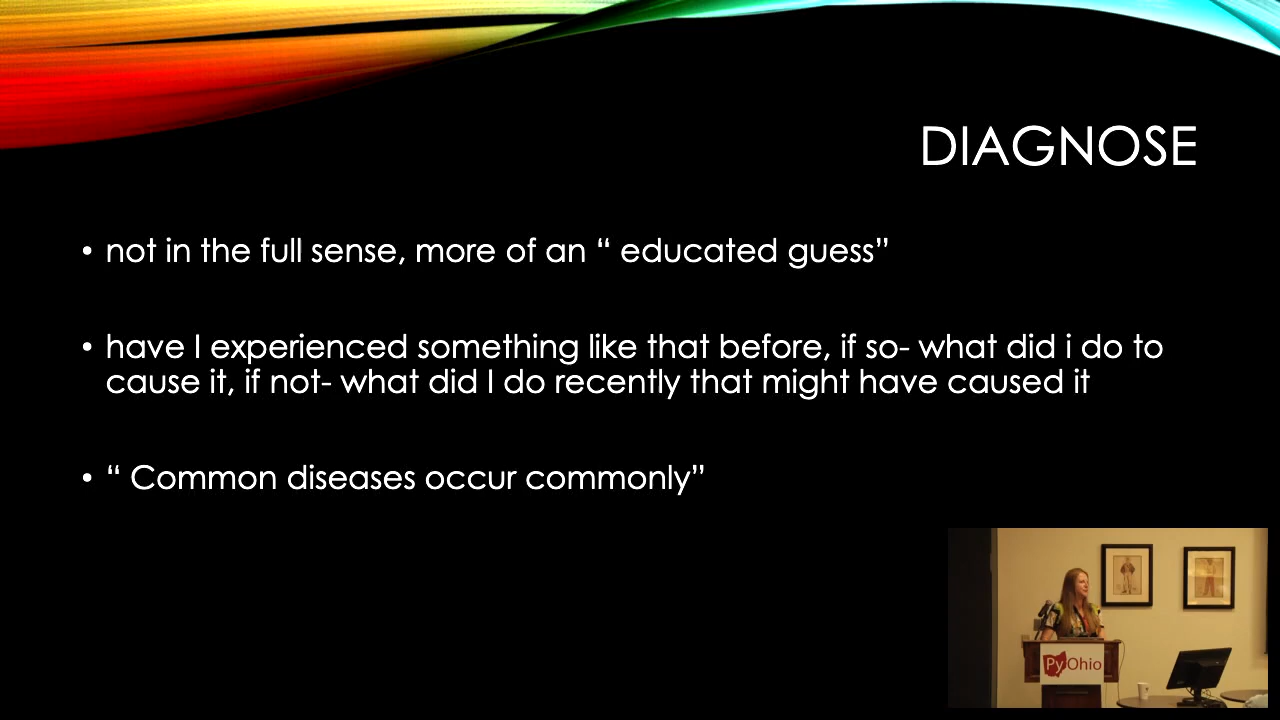 DIAGNOSE
• not in the full sense, more of an “ educated guess”
• have I experienced something like that before, if so- what did i do to
cause it, if not- what did I do recently that might have caused it
• “ Common diseases occur commonly”
PyOhio